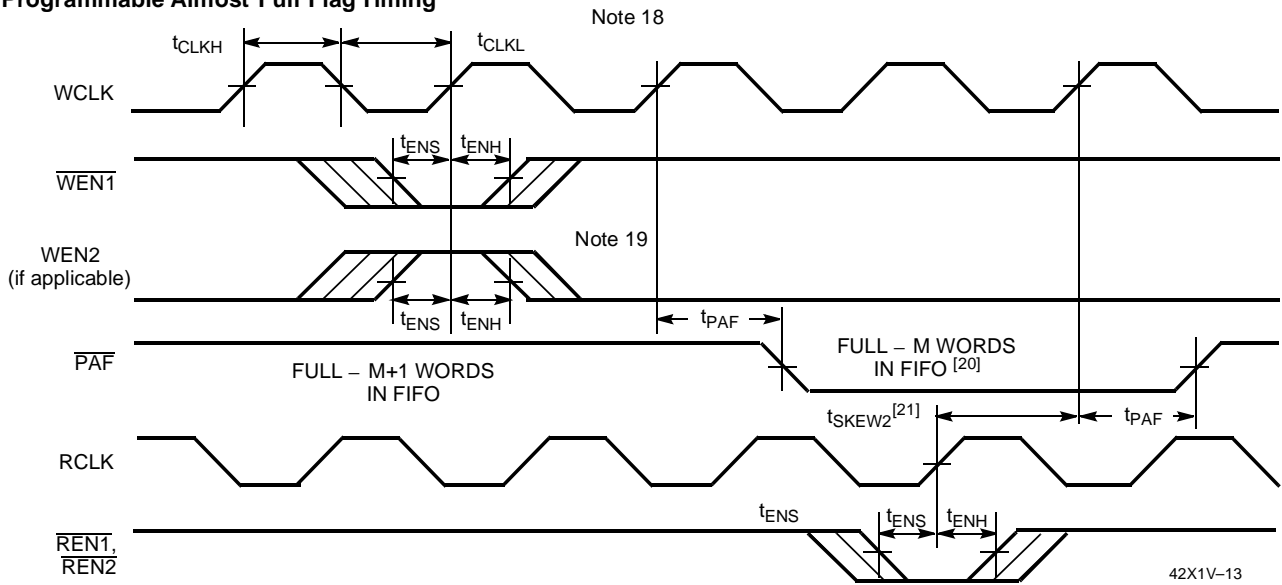 Programmable Almost Full Flag Timing
Note 18
tCLKH
tCLKL
WCLK
tENS
tENH
WEN1
Note 19
WEN2
(if applicable)
tENS
tENH
tPAF
PAF
FULL – M+1 WORDS
IN FIFO
FULL – M WORDS
IN FIFO [20]
tSKEW2[21]
tPAF
RCLK
tENS
tENS
tENH
REN1,
REN2
42X1V–13